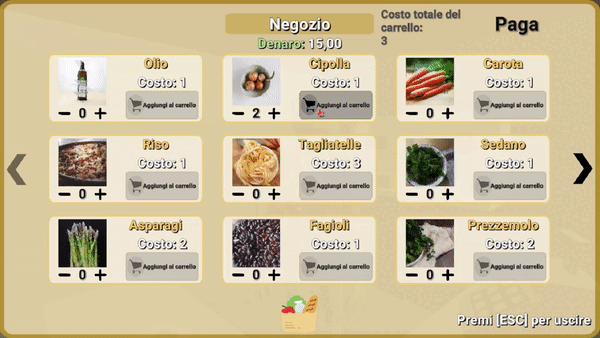 Negozio
Costo totale del
carrello:
3
Paga
Denaro: 15,00
Olio
Costo: 1
Aggiungi al carrello
- 0 +
Cipolla
Costo: 1
Aggiungi al carrello
- 2 +
Carota
Costo: 1
Aggiungi al carrello
- 0 +
Riso
Costo: 1
Aggiungi al carrello
- 0 +
Tagliatelle
Costo: 3
Aggiungi al carrello
- 0 +
Sedano
Costo: 1
Aggiungi al carrello
- 0 +
Asparagi
Costo: 2
Aggiungi al carrello
- 0 +
Fagioli
Costo: 1
Aggiungi al carrello
- 0 +
Prezzemolo
Costo: 2
Aggiungi al carrello
- 0 +
Premi [ESC] per uscire